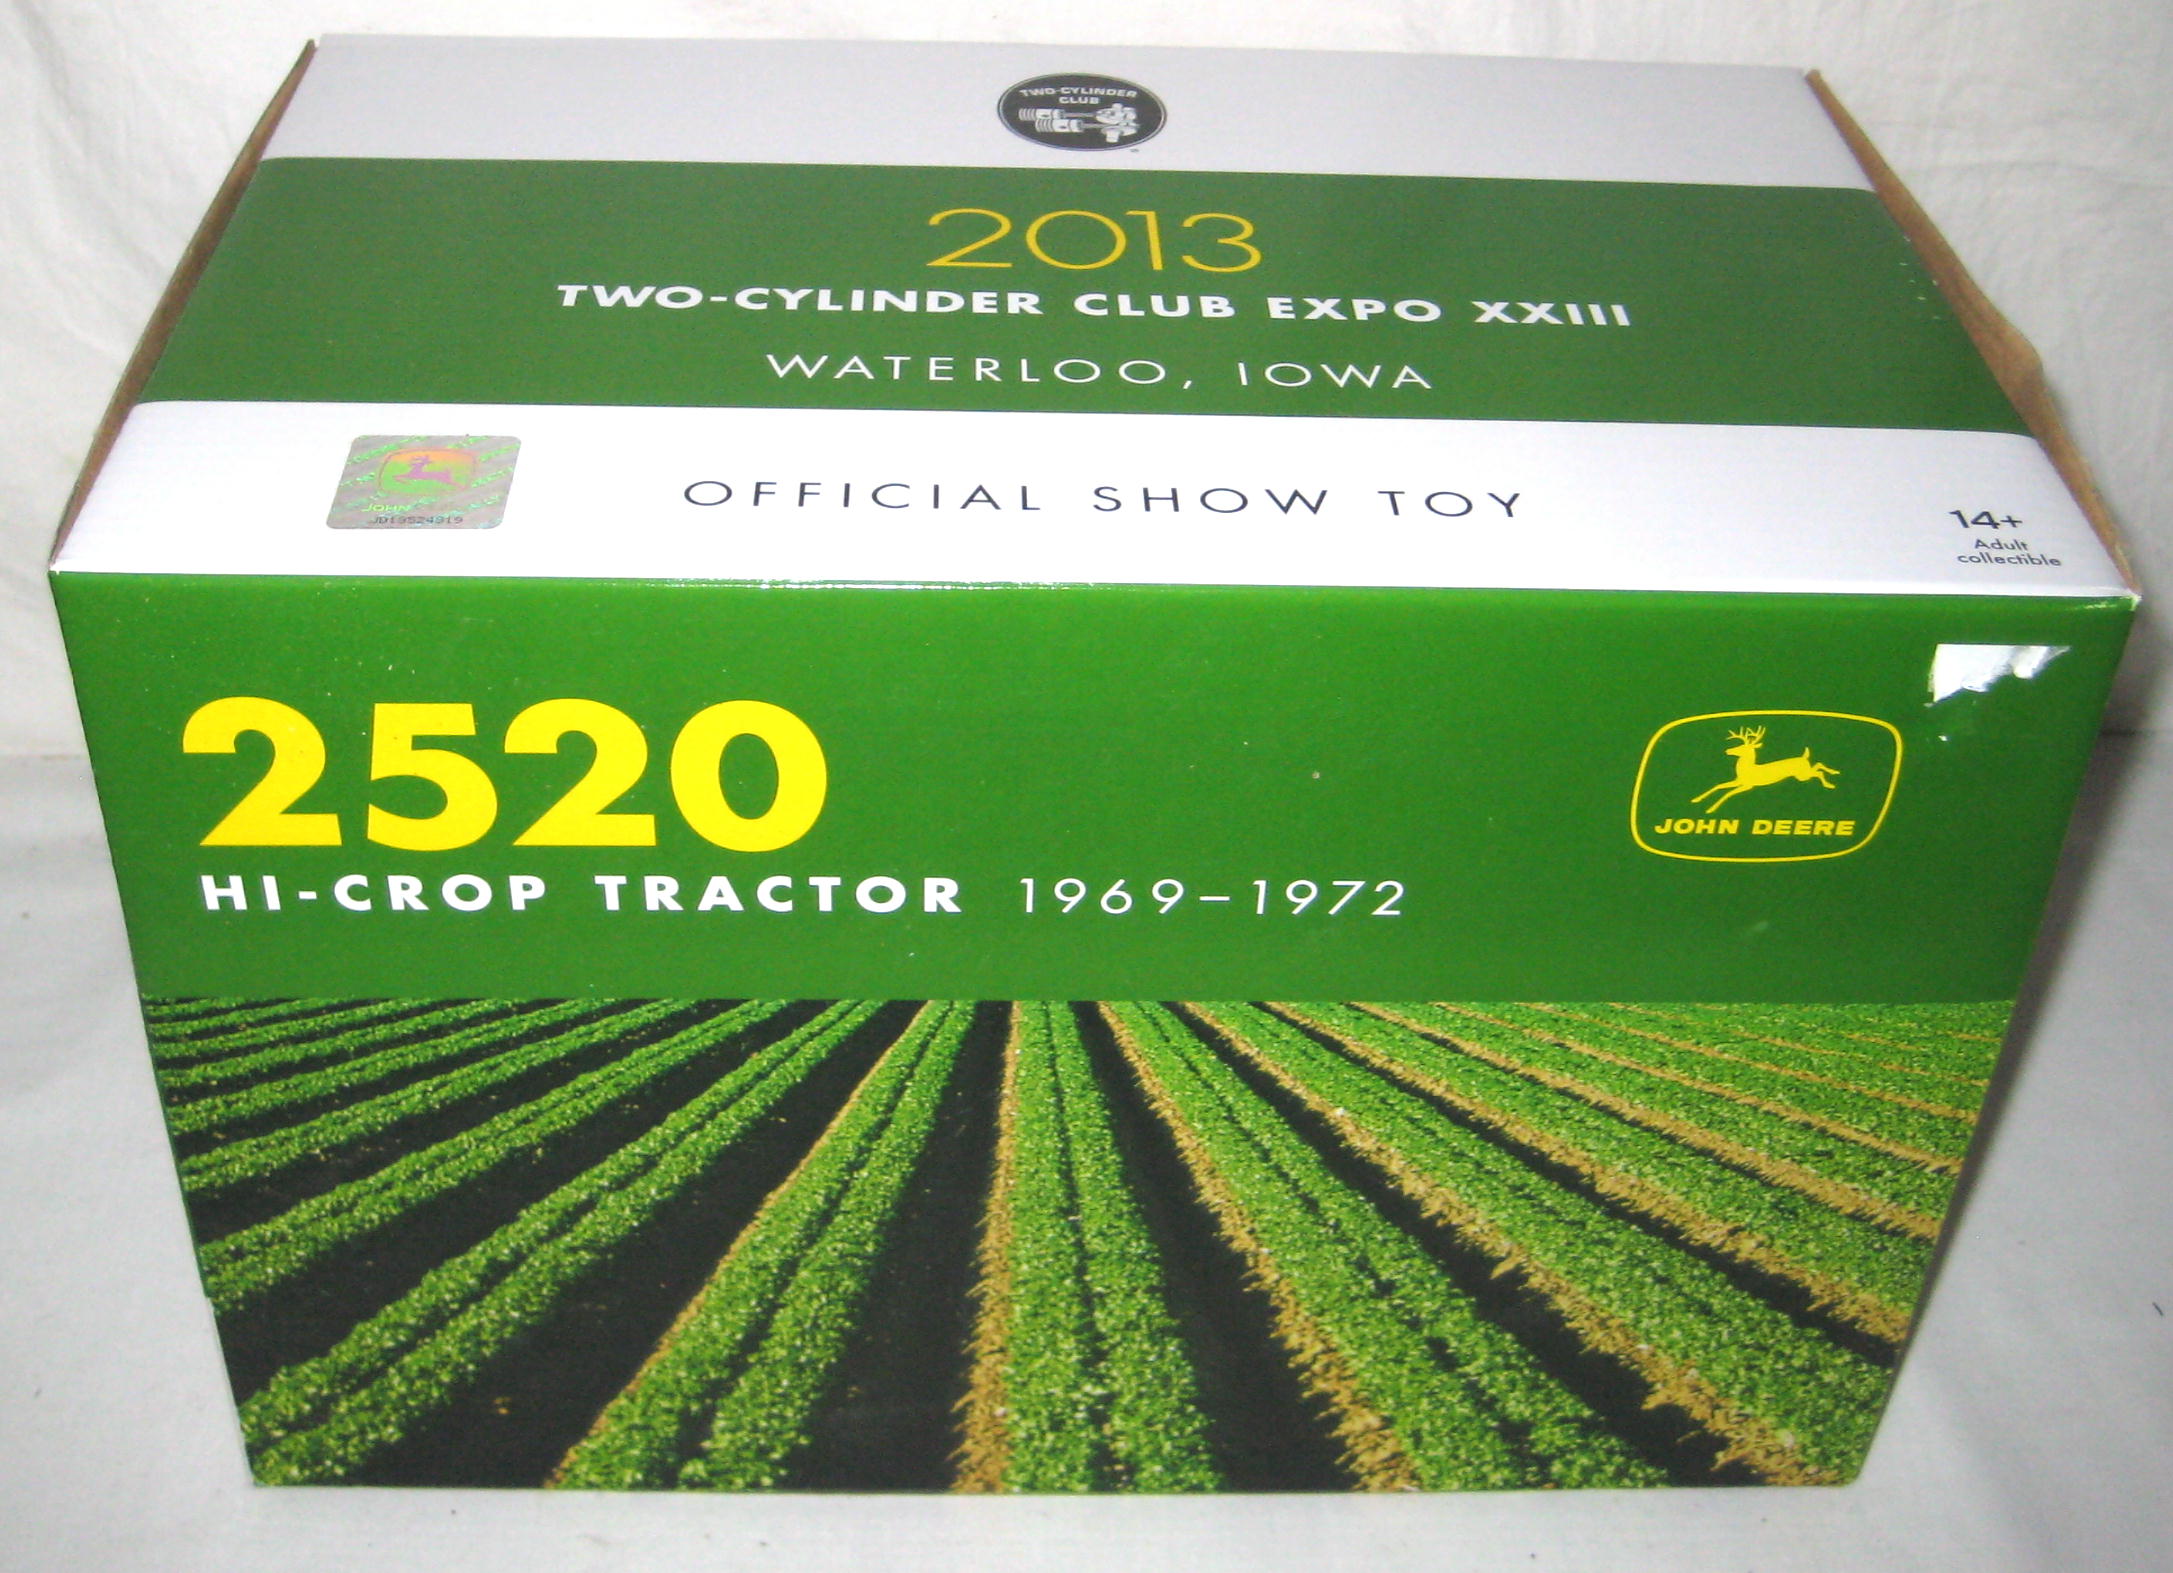 TWO-CYLINDER
CLUB
2013
TWO-CYLINDER CLUB EXPO XXIII
WATERLOO, IOWA
OFFICIAL SHOW TOY
JOHN
14+
Adult
collectible
2520
HI-CROP TRACTOR 1969-1972
JOHN DEERE